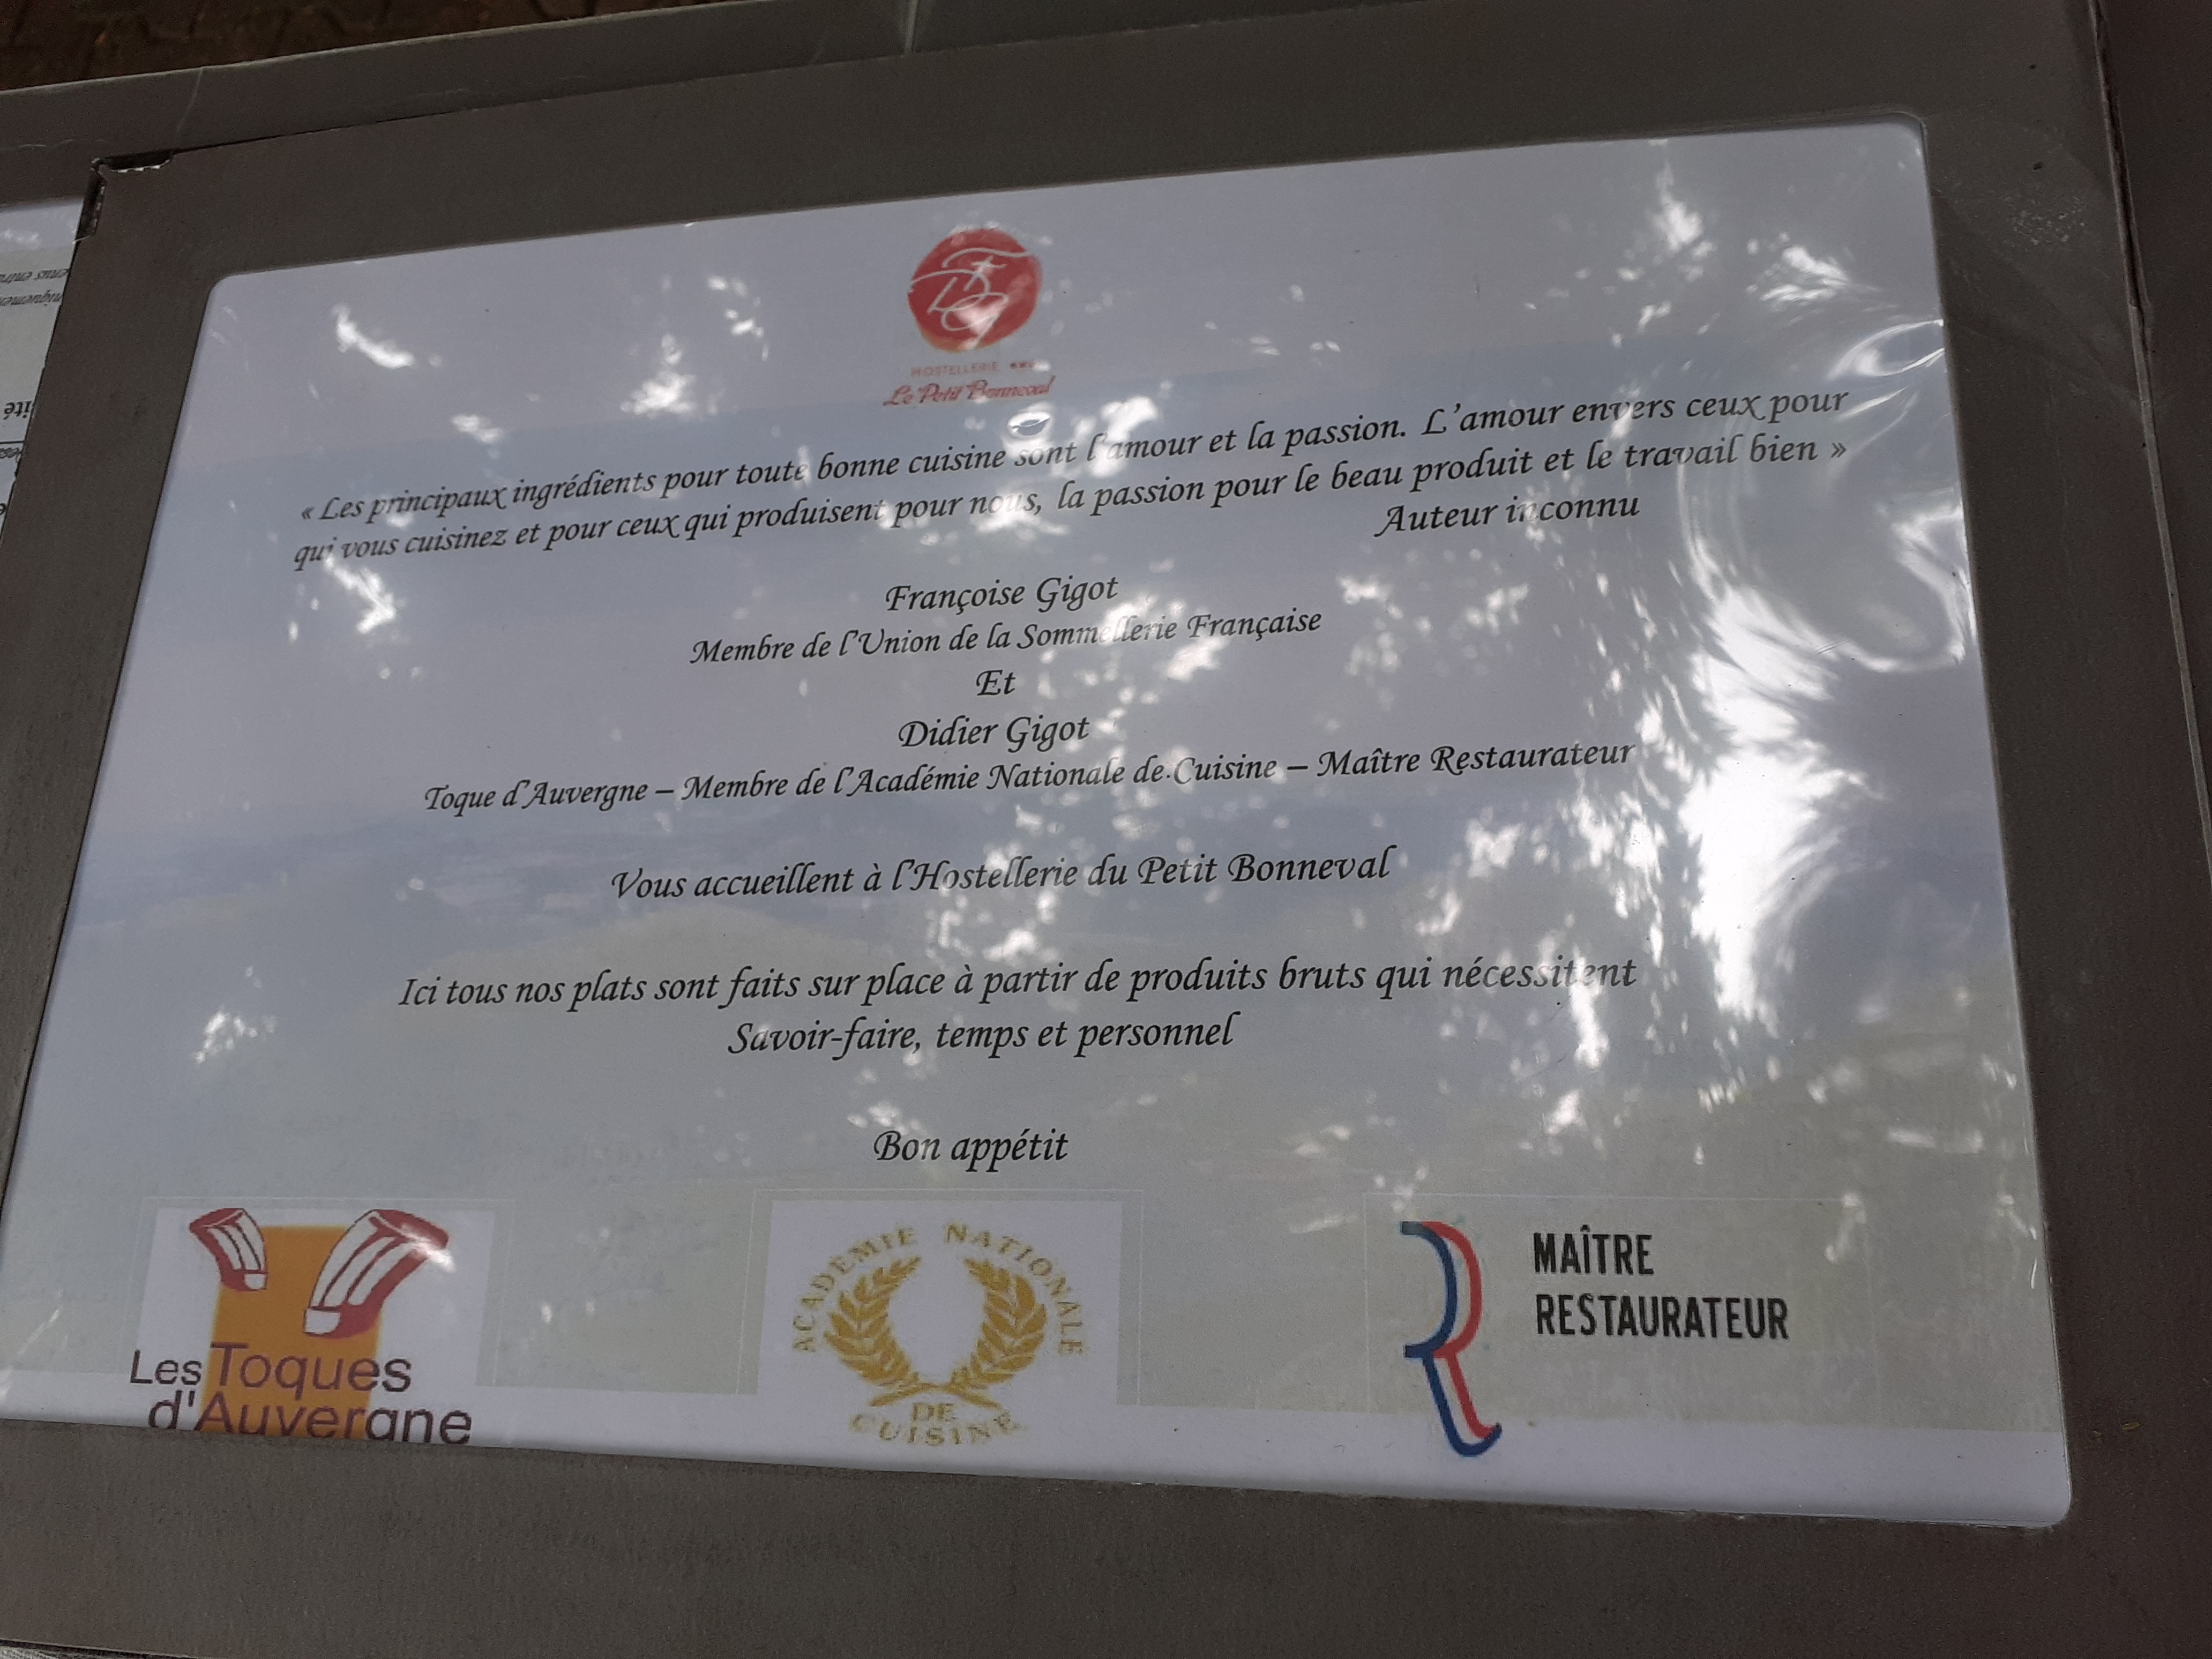 HOSTELLERIE ***
Le Petit Bonneval
« Les principaux ingrédients pour toute bonne cuisine sont l'amour et la passion. L'amour envers ceux pour
qui vous cuisinez et pour ceux qui produisent pour nous, la passion pour le beau produit et le travail bien »
Auteur inconnu
Françoise Gigot
Membre de l'Union de la Sommellerie Française
Et
Didier Gigot
Toque d'Auvergne – Membre de l'Académie Nationale de Cuisine – Maître Restaurateur
Vous accueillent à l'Hostellerie du Petit Bonneval
Ici tous nos plats sont faits sur place à partir de produits bruts qui nécessitent
Savoir-faire, temps et personnel
Bon appétit
Les Toques
d'Auvergne
ACADÉMIE NATIONALE
DE
CUISINE
MAÎTRE
RESTAURATEUR